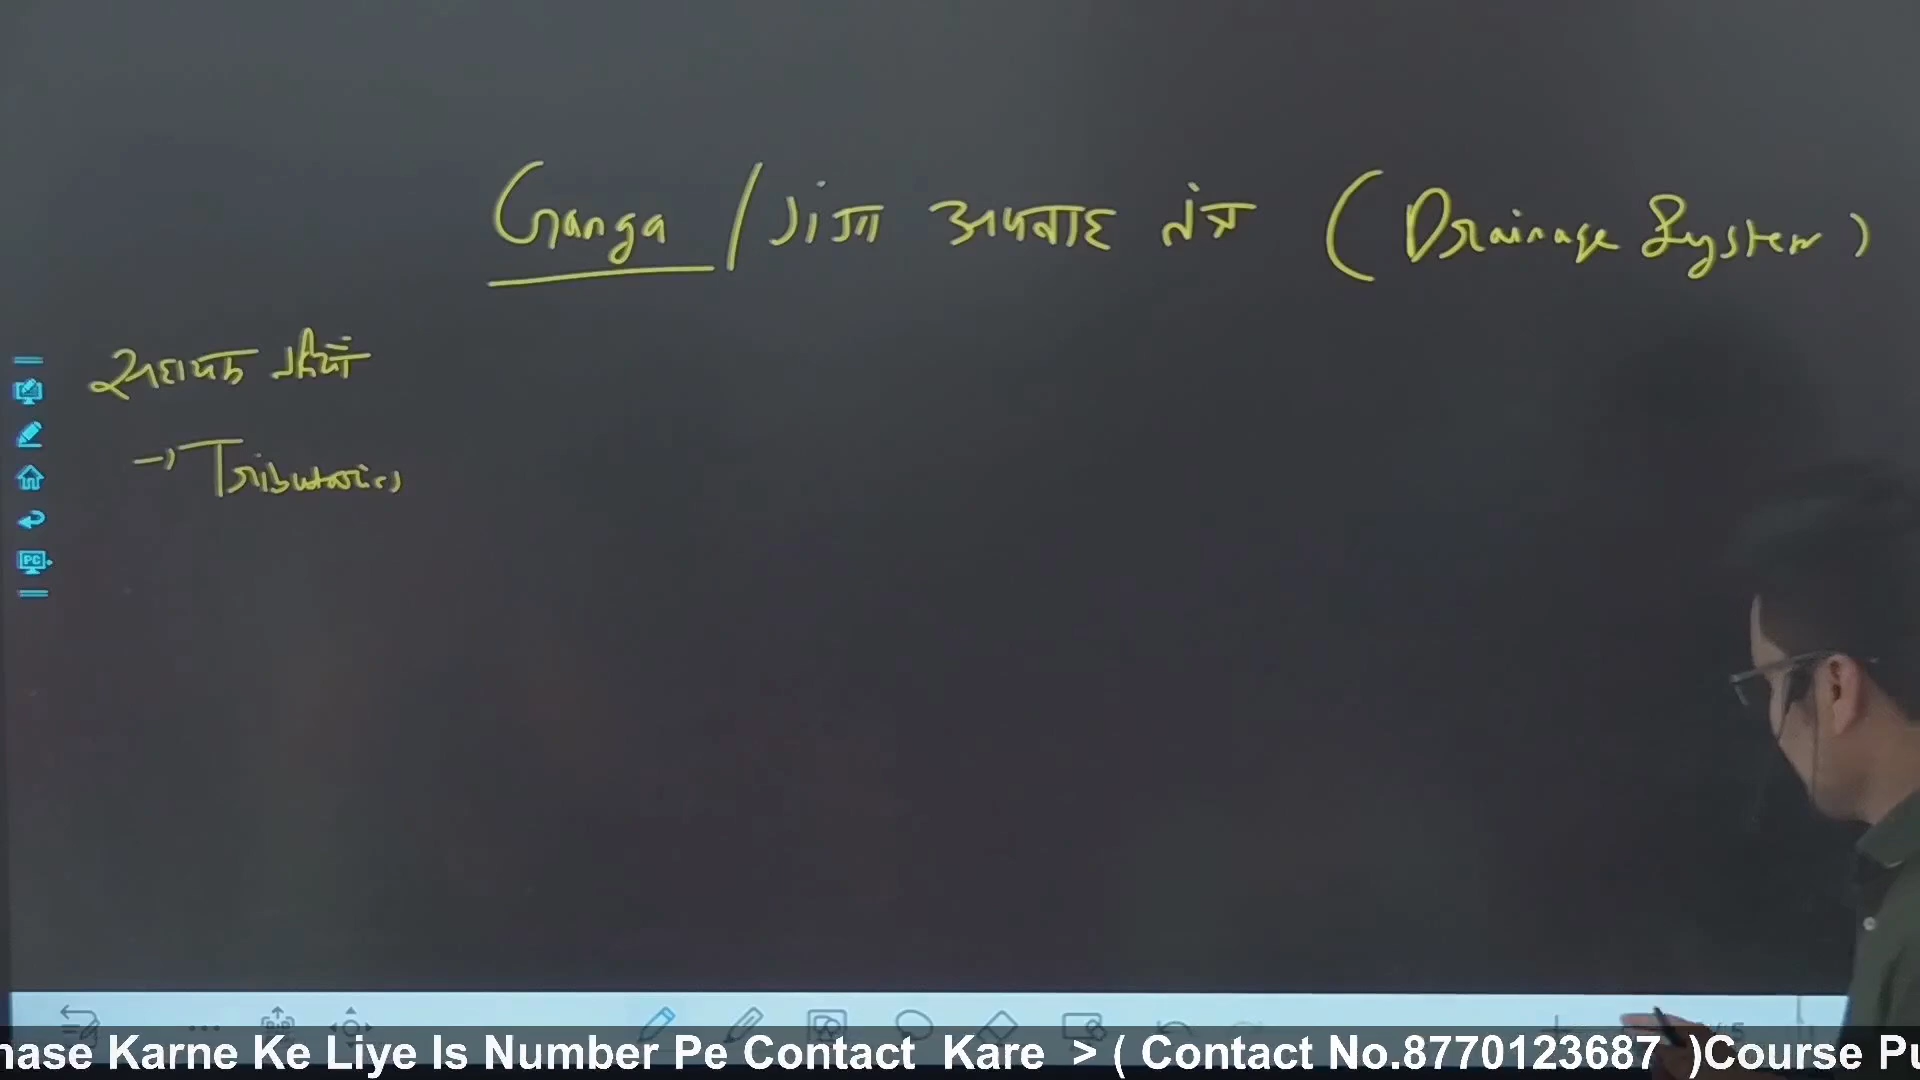 Ganga / गंगा अपवाह तंत्र (Drainage System)
सहायक नदियाँ
→ Tributaries
PC
hase Karne Ke Liye Is Number Pe Contact Kare > ( Contact No.8770123687 )Course Pu